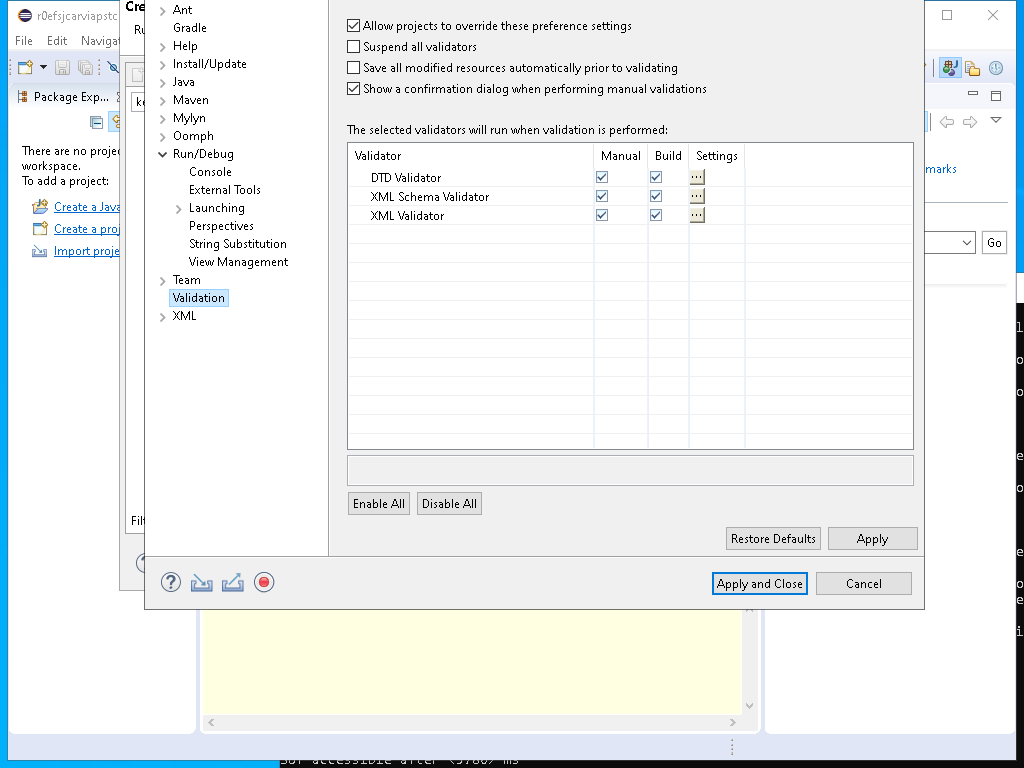 r0efsjcarviapstc
File Edit Navigat
Package Exp...
There are no projec
workspace.
To add a project:
Create a Java
Create a proj
Import proje
Cre
Ru
ke
Filt
Ant
Gradle
Help
Install/Update
Java
Maven
Mylyn
Oomph
Run/Debug
Console
External Tools
Launching
Perspectives
String Substitution
View Management
Team
Validation
XML
Allow projects to override these preference settings
Suspend all validators
Save all modified resources automatically prior to validating
Show a confirmation dialog when performing manual validations
The selected validators will run when validation is performed:
Validator Manual Build Settings
DTD Validator ...
XML Schema Validator ...
XML Validator ...
Enable All Disable All
Restore Defaults Apply
Apply and Close Cancel
marks
Go